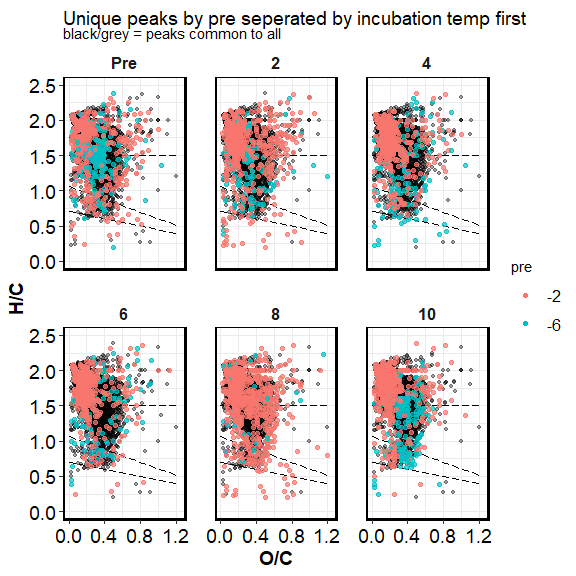 Unique peaks by pre seperated by incubation temp first
black/grey = peaks common to all
Pre 2 4
2.5
2.0
1.5
1.0
0.5
0.0
H/C
pre
-2
-6
6 8 10
2.5
2.0
1.5
1.0
0.5
0.0
0.0 0.4 0.8 1.2 0.0 0.4 0.8 1.2 0.0 0.4 0.8 1.2
O/C